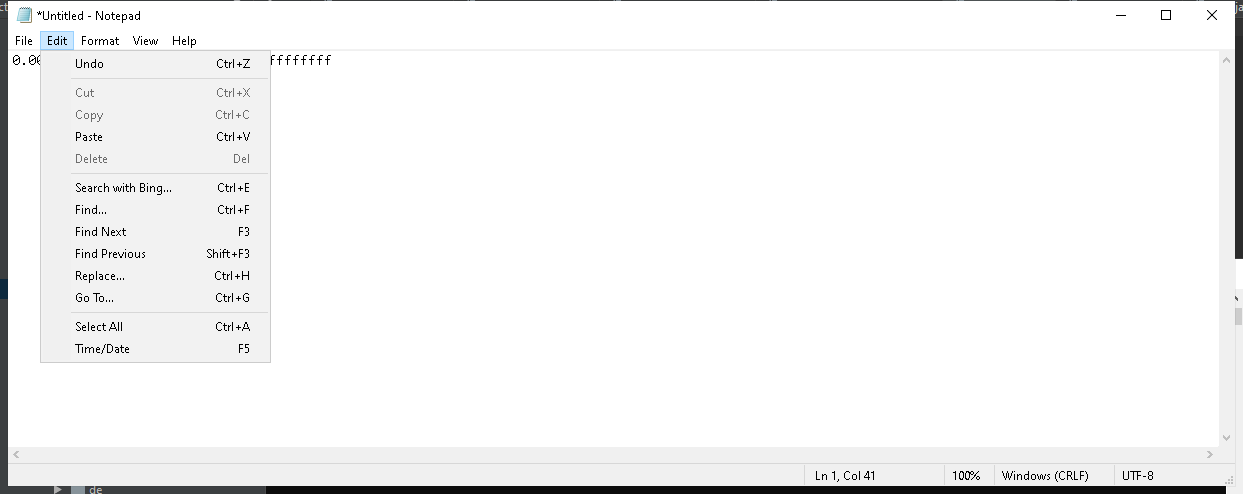 *Untitled - Notepad
File Edit Format View Help
0.00 ffffffff
Undo Ctrl+Z
Cut Ctrl+X
Copy Ctrl+C
Paste Ctrl+V
Delete Del
Search with Bing... Ctrl+E
Find... Ctrl+F
Find Next F3
Find Previous Shift+F3
Replace... Ctrl+H
Go To... Ctrl+G
Select All Ctrl+A
Time/Date F5
Ln 1, Col 41 100% Windows (CRLF) UTF-8
de